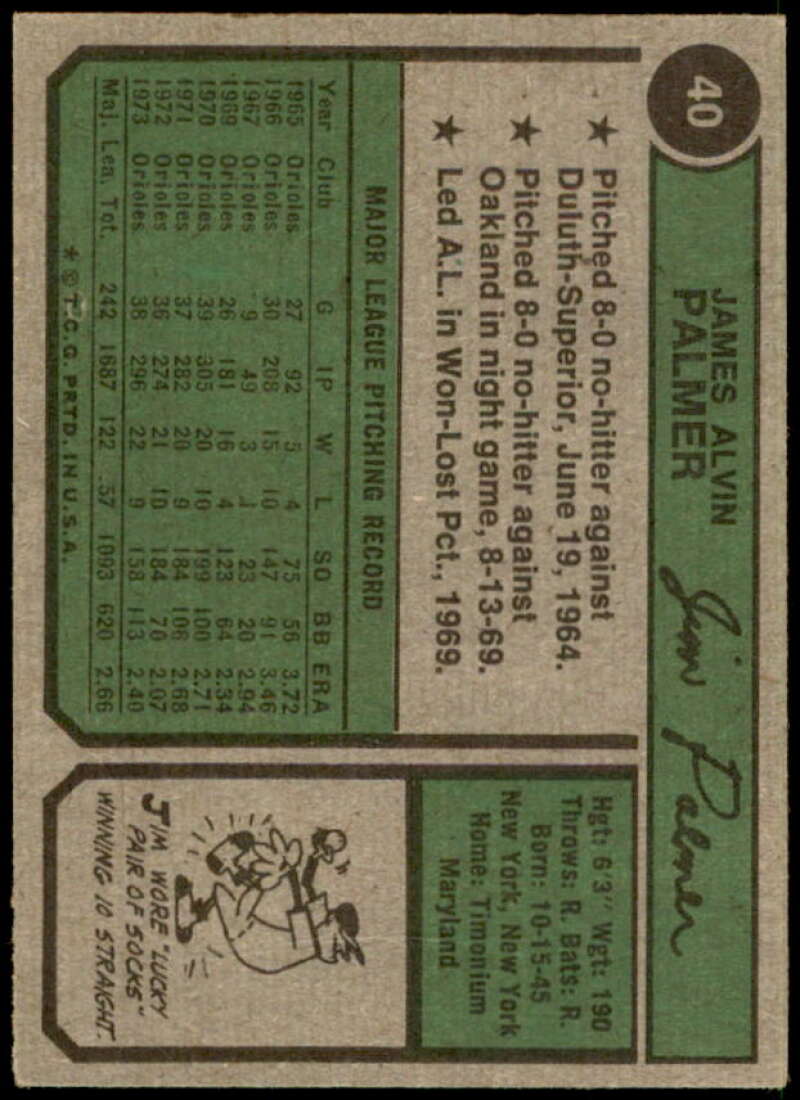 40
JAMES ALVIN
PALMER
Jim Palmer
★ Pitched 8-0 no-hitter against
Duluth-Superior, June 19, 1964.
★ Pitched 8-0 no-hitter against
Oakland in night game, 8-13-69.
★ Led A.L. in Won-Lost Pct., 1969.
Hgt: 6'3" Wgt: 190
Throws: R. Bats: R.
Born: 10-15-45
New York, New York
Home: Timonium
Maryland
MAJOR LEAGUE PITCHING RECORD
Year Club G IP W L SO BB ERA
1965 Orioles 27 92 5 4 75 56 3.72
1966 Orioles 30 208 15 10 147 91 3.46
1967 Orioles 9 49 3 1 23 20 2.94
1969 Orioles 26 181 16 4 123 64 2.34
1970 Orioles 39 305 20 10 199 100 2.71
1971 Orioles 37 282 20 9 184 106 2.68
1972 Orioles 36 274 21 10 184 70 2.07
1973 Orioles 38 296 22 9 158 113 2.40
Maj. Lea. Tot. 242 1687 122 57 1093 620 2.66
* © T.C.G. PRTD. IN U.S.A.
JIM WORE "LUCKY
PAIR OF SOCKS"
WINNING 10 STRAIGHT.